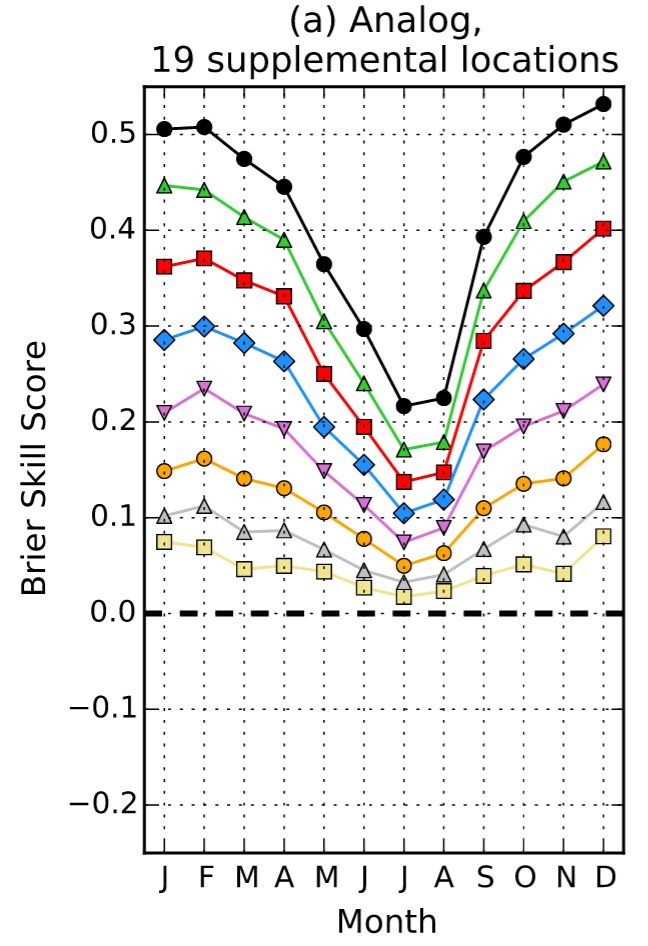 (a) Analog,
19 supplemental locations
Brier Skill Score
0.5
0.4
0.3
0.2
0.1
0.0
−0.1
−0.2
J F M A M J J A S O N D
Month